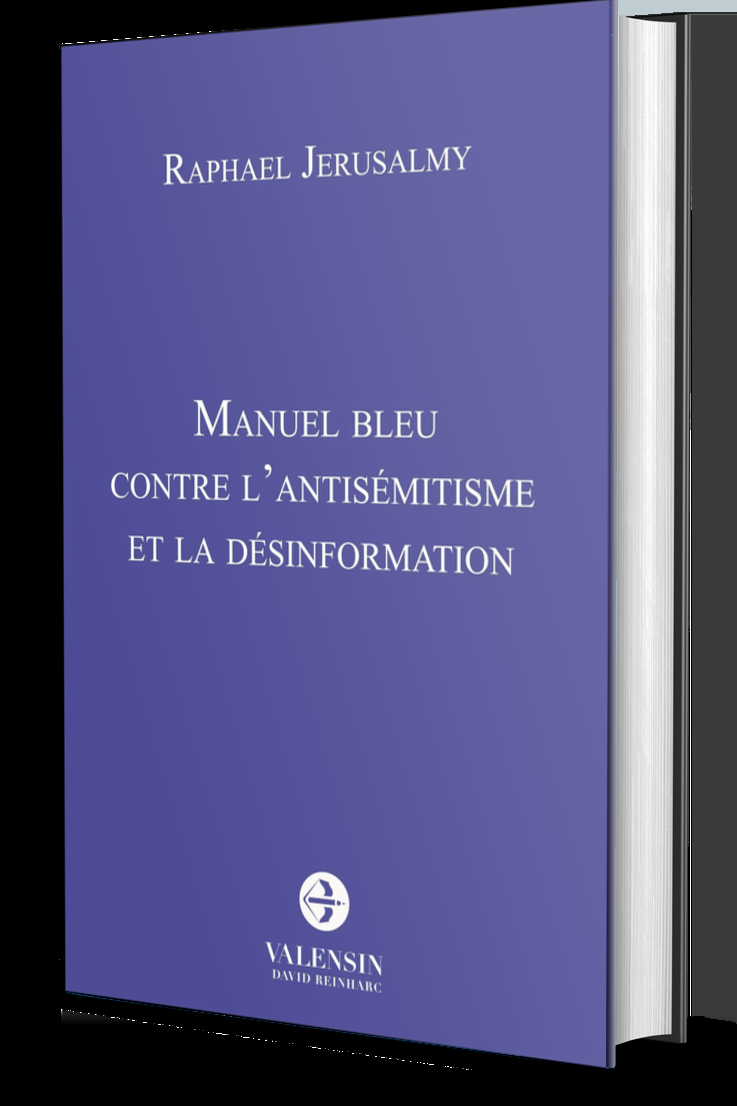 Raphael Jerusalmy
Manuel bleu
contre l’antisémitisme
et la désinformation
VALENSIN
DAVID REINHARC